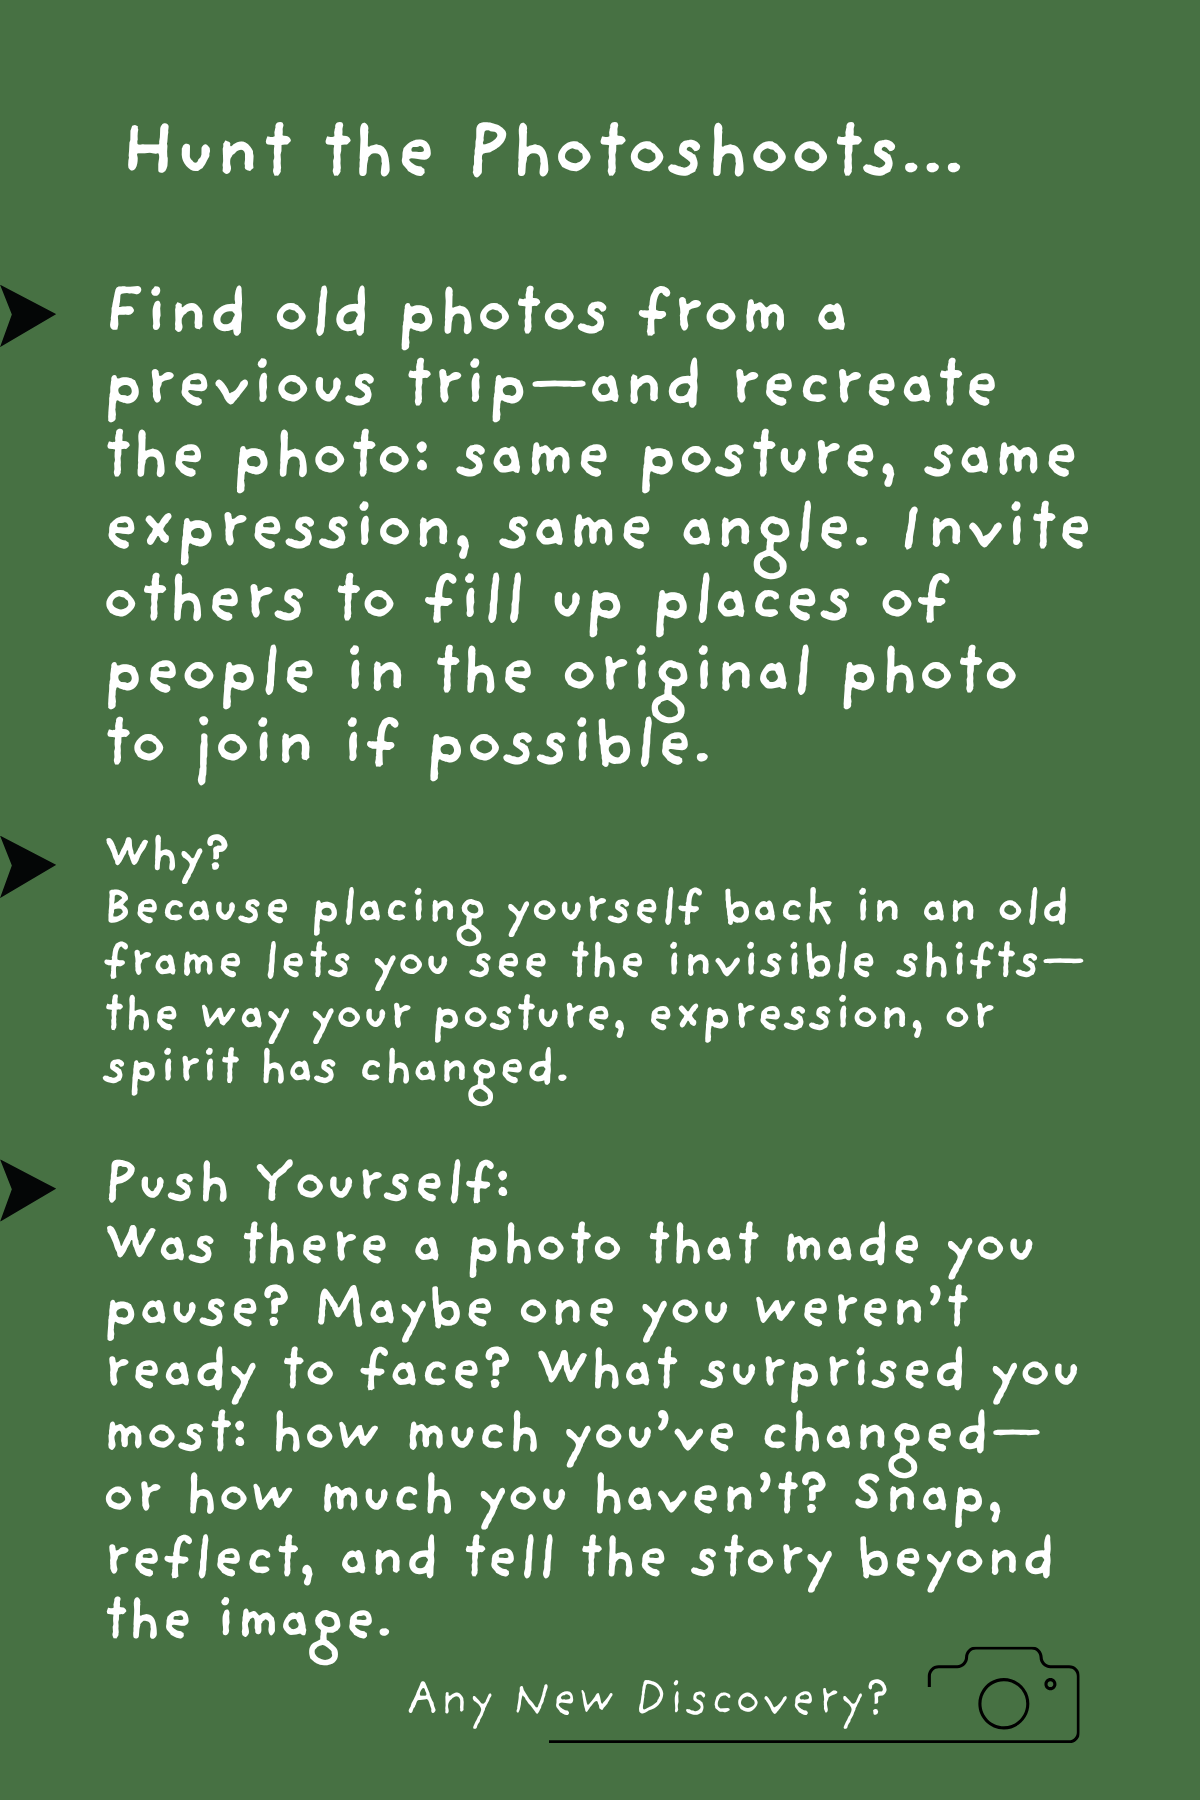 Hunt the Photoshoots...
Find old photos from a
previous trip—and recreate
the photo: same posture, same
expression, same angle. Invite
others to fill up places of
people in the original photo
to join if possible.
Why?
Because placing yourself back in an old
frame lets you see the invisible shifts—
the way your posture, expression, or
spirit has changed.
Push Yourself:
Was there a photo that made you
pause? Maybe one you weren't
ready to face? What surprised you
most: how much you've changed—
or how much you haven't? Snap,
reflect, and tell the story beyond
the image.
Any New Discovery?